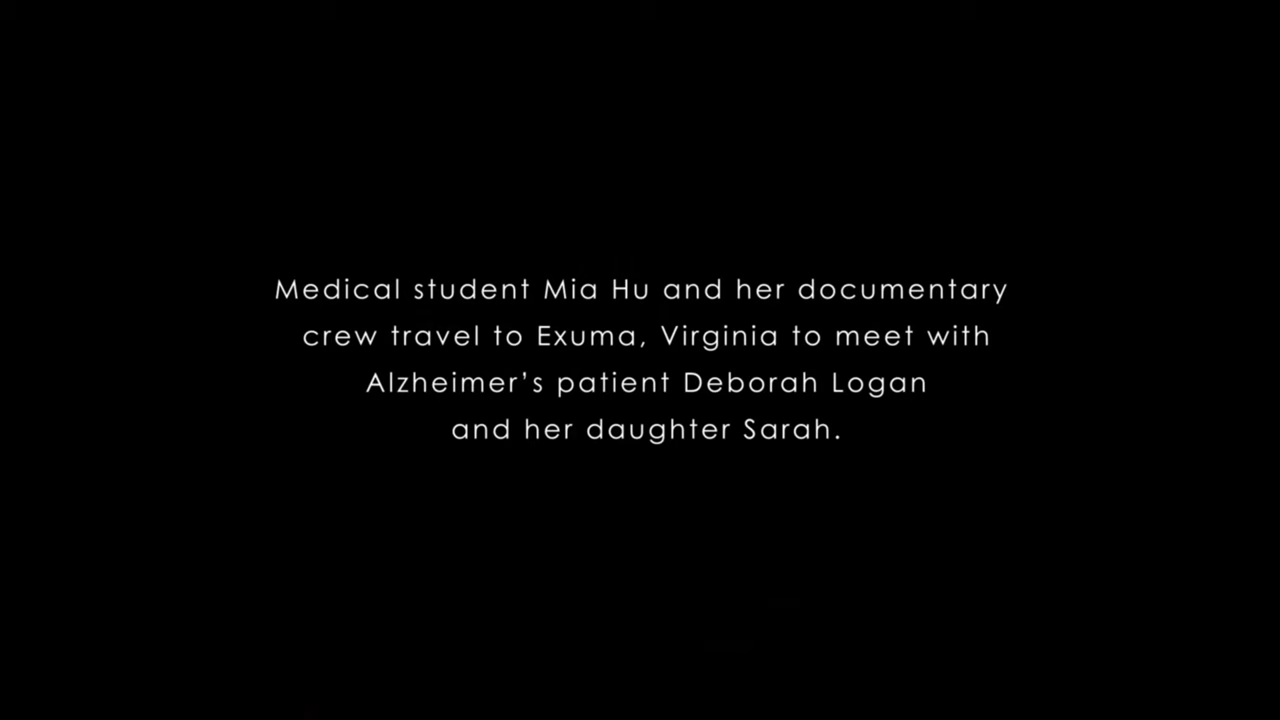 Medical student Mia Hu and her documentary
crew travel to Exuma, Virginia to meet with
Alzheimer’s patient Deborah Logan
and her daughter Sarah.